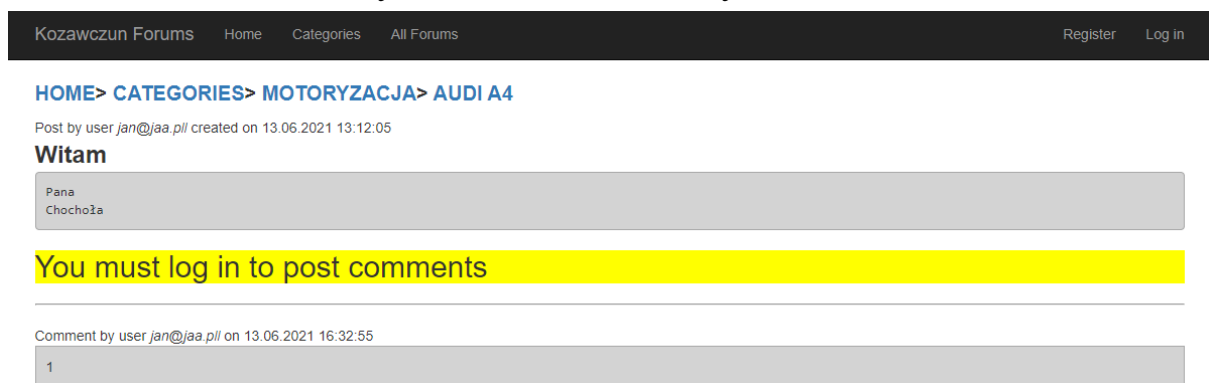 Kozawczun Forums Home Categories All Forums Register Log in
HOME> CATEGORIES> MOTORYZACJA> AUDI A4
Post by user jan@jaa.pll created on 13.06.2021 13:12:05
Witam
Pana
Chochoła
You must log in to post comments
Comment by user jan@jaa.pll on 13.06.2021 16:32:55
1